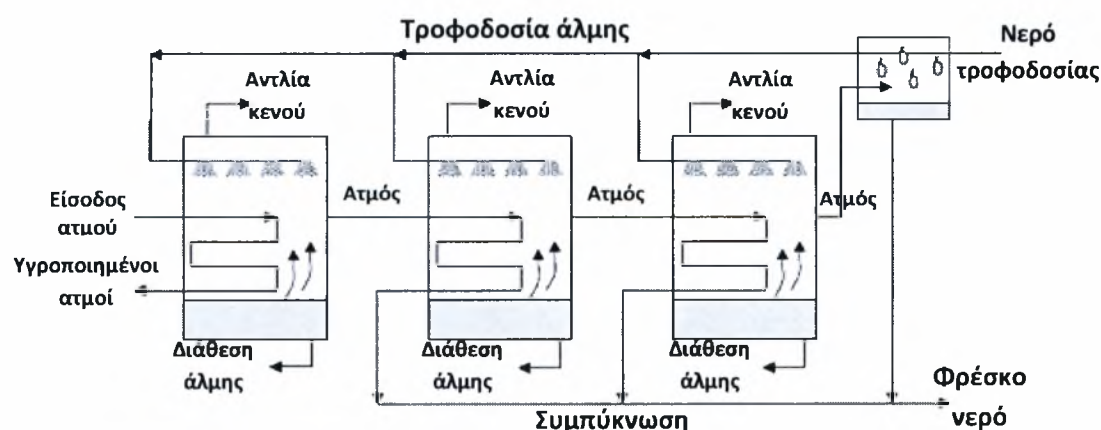 Τροφοδοσία άλμης
Νερό
τροφοδοσίας
Αντλία
κενού
Αντλία
κενού
Αντλία
κενού
Είσοδος
ατμού
Ατμός
Ατμός
Ατμός
Υγροποιημένοι
ατμοί
Διάθεση
άλμης
Διάθεση
άλμης
Διάθεση
άλμης
Φρέσκο
νερό
Συμπύκνωση